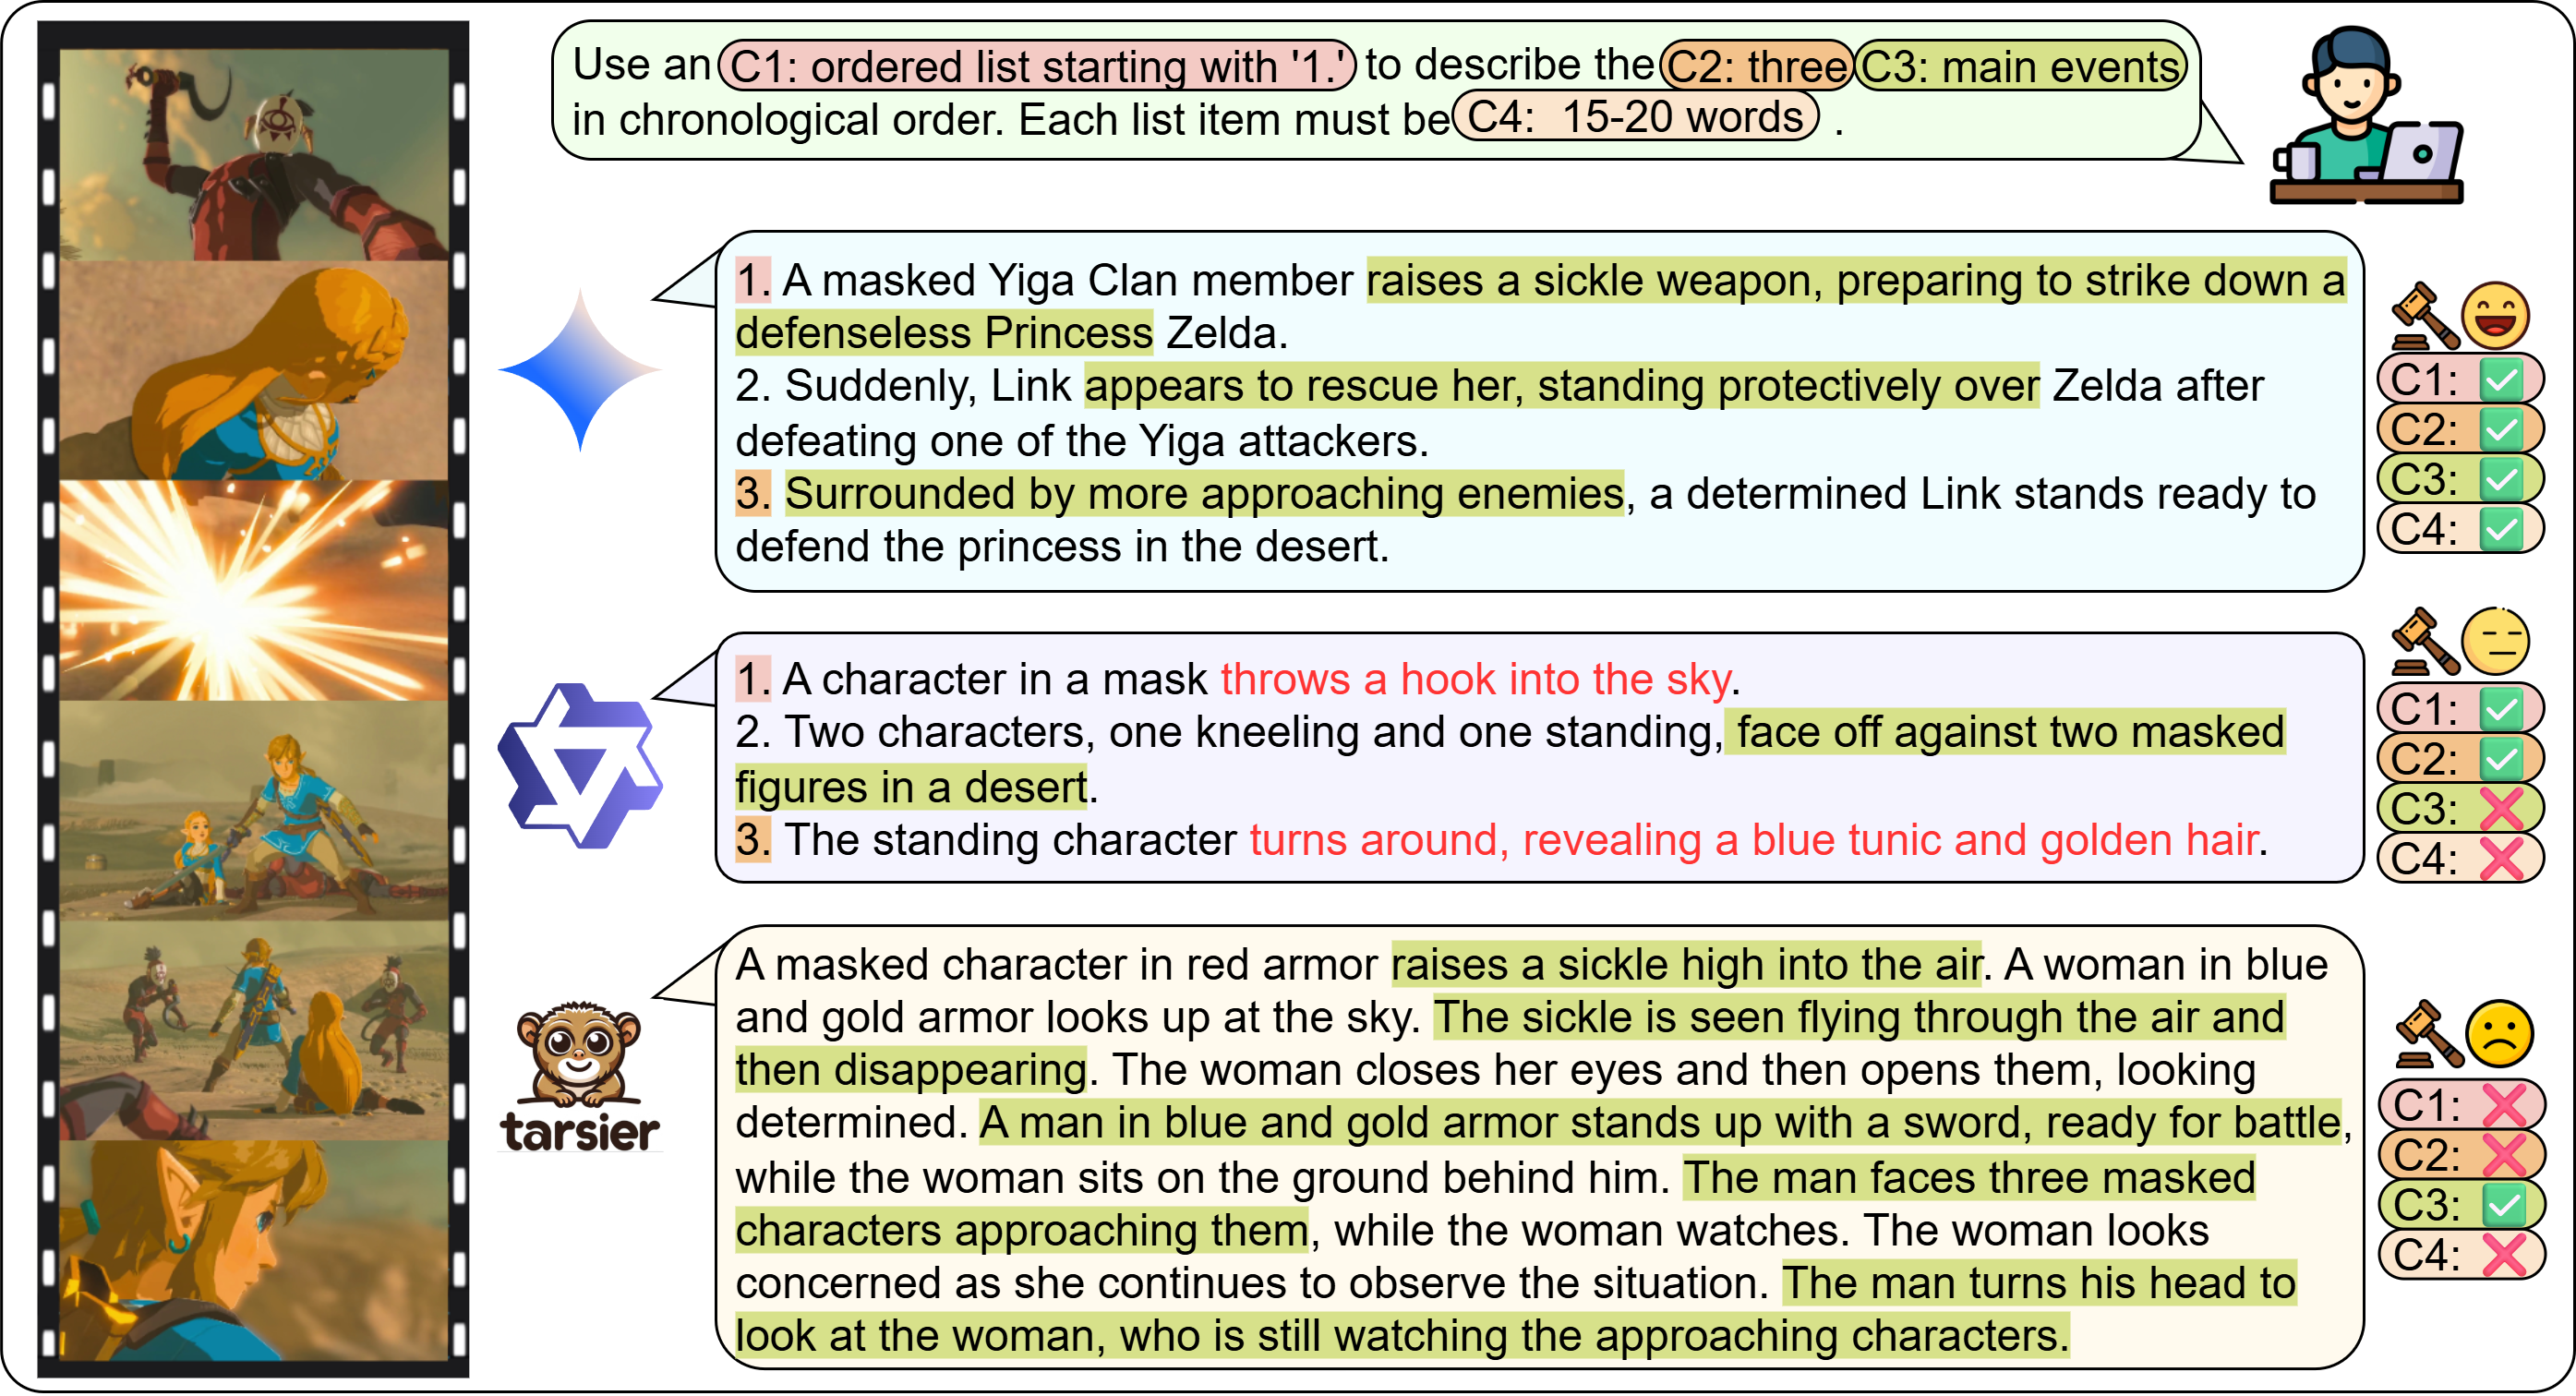 Use an C1: ordered list starting with '1.' to describe the C2: three C3: main events
in chronological order. Each list item must be C4: 15-20 words .
1. A masked Yiga Clan member raises a sickle weapon, preparing to strike down a
defenseless Princess Zelda.
2. Suddenly, Link appears to rescue her, standing protectively over Zelda after
defeating one of the Yiga attackers.
3. Surrounded by more approaching enemies, a determined Link stands ready to
defend the princess in the desert.
C1:
C2:
C3:
C4:
1. A character in a mask throws a hook into the sky.
2. Two characters, one kneeling and one standing, face off against two masked
figures in a desert.
3. The standing character turns around, revealing a blue tunic and golden hair.
C1:
C2:
C3:
C4:
tarsier
A masked character in red armor raises a sickle high into the air. A woman in blue
and gold armor looks up at the sky. The sickle is seen flying through the air and
then disappearing. The woman closes her eyes and then opens them, looking
determined. A man in blue and gold armor stands up with a sword, ready for battle,
while the woman sits on the ground behind him. The man faces three masked
characters approaching them, while the woman watches. The woman looks
concerned as she continues to observe the situation. The man turns his head to
look at the woman, who is still watching the approaching characters.
C1:
C2:
C3:
C4: